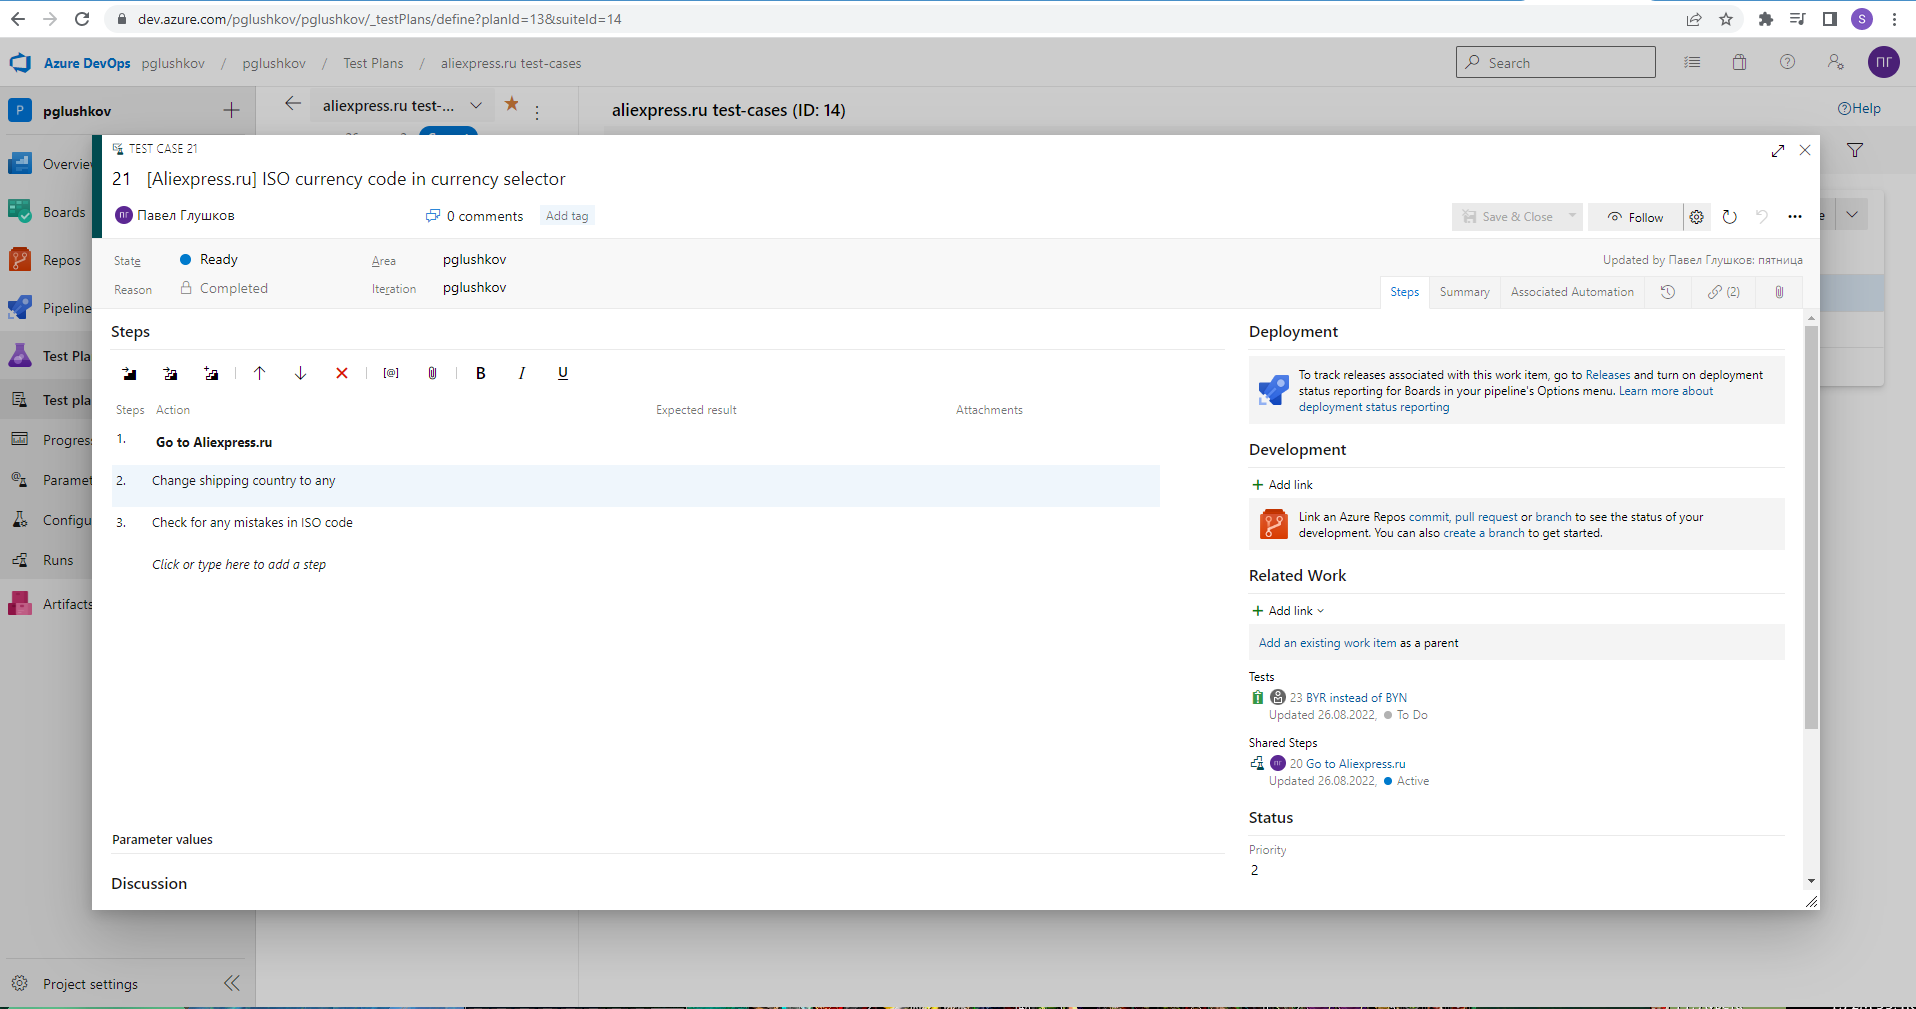 dev.azure.com/pglushkov/pglushkov/_testPlans/define?planId=13&suiteId=14
S
Azure DevOps pglushkov / pglushkov / Test Plans / aliexpress.ru test-cases
Search
ПГ
P pglushkov
aliexpress.ru test-...
aliexpress.ru test-cases (ID: 14)
Help
TEST CASE 21
21 [Aliexpress.ru] ISO currency code in currency selector
ПГ Павел Глушков
0 comments
Add tag
Save & Close
Follow
State Ready
Area pglushkov
Updated by Павел Глушков: пятница
Reason Completed
Iteration pglushkov
Steps Summary Associated Automation (2)
Overvie
Boards
Repos
Pipeline
Test Pla
Test pla
Progres
Paramet
Configu
Runs
Artifacts
Project settings
Steps
[@] B I U
Steps Action Expected result Attachments
1. Go to Aliexpress.ru
2. Change shipping country to any
3. Check for any mistakes in ISO code
Click or type here to add a step
Parameter values
Discussion
Deployment
To track releases associated with this work item, go to Releases and turn on deployment
status reporting for Boards in your pipeline's Options menu. Learn more about
deployment status reporting
Development
+ Add link
Link an Azure Repos commit, pull request or branch to see the status of your
development. You can also create a branch to get started.
Related Work
+ Add link
Add an existing work item as a parent
Tests
23 BYR instead of BYN
Updated 26.08.2022, To Do
Shared Steps
ПГ 20 Go to Aliexpress.ru
Updated 26.08.2022, Active
Status
Priority
2